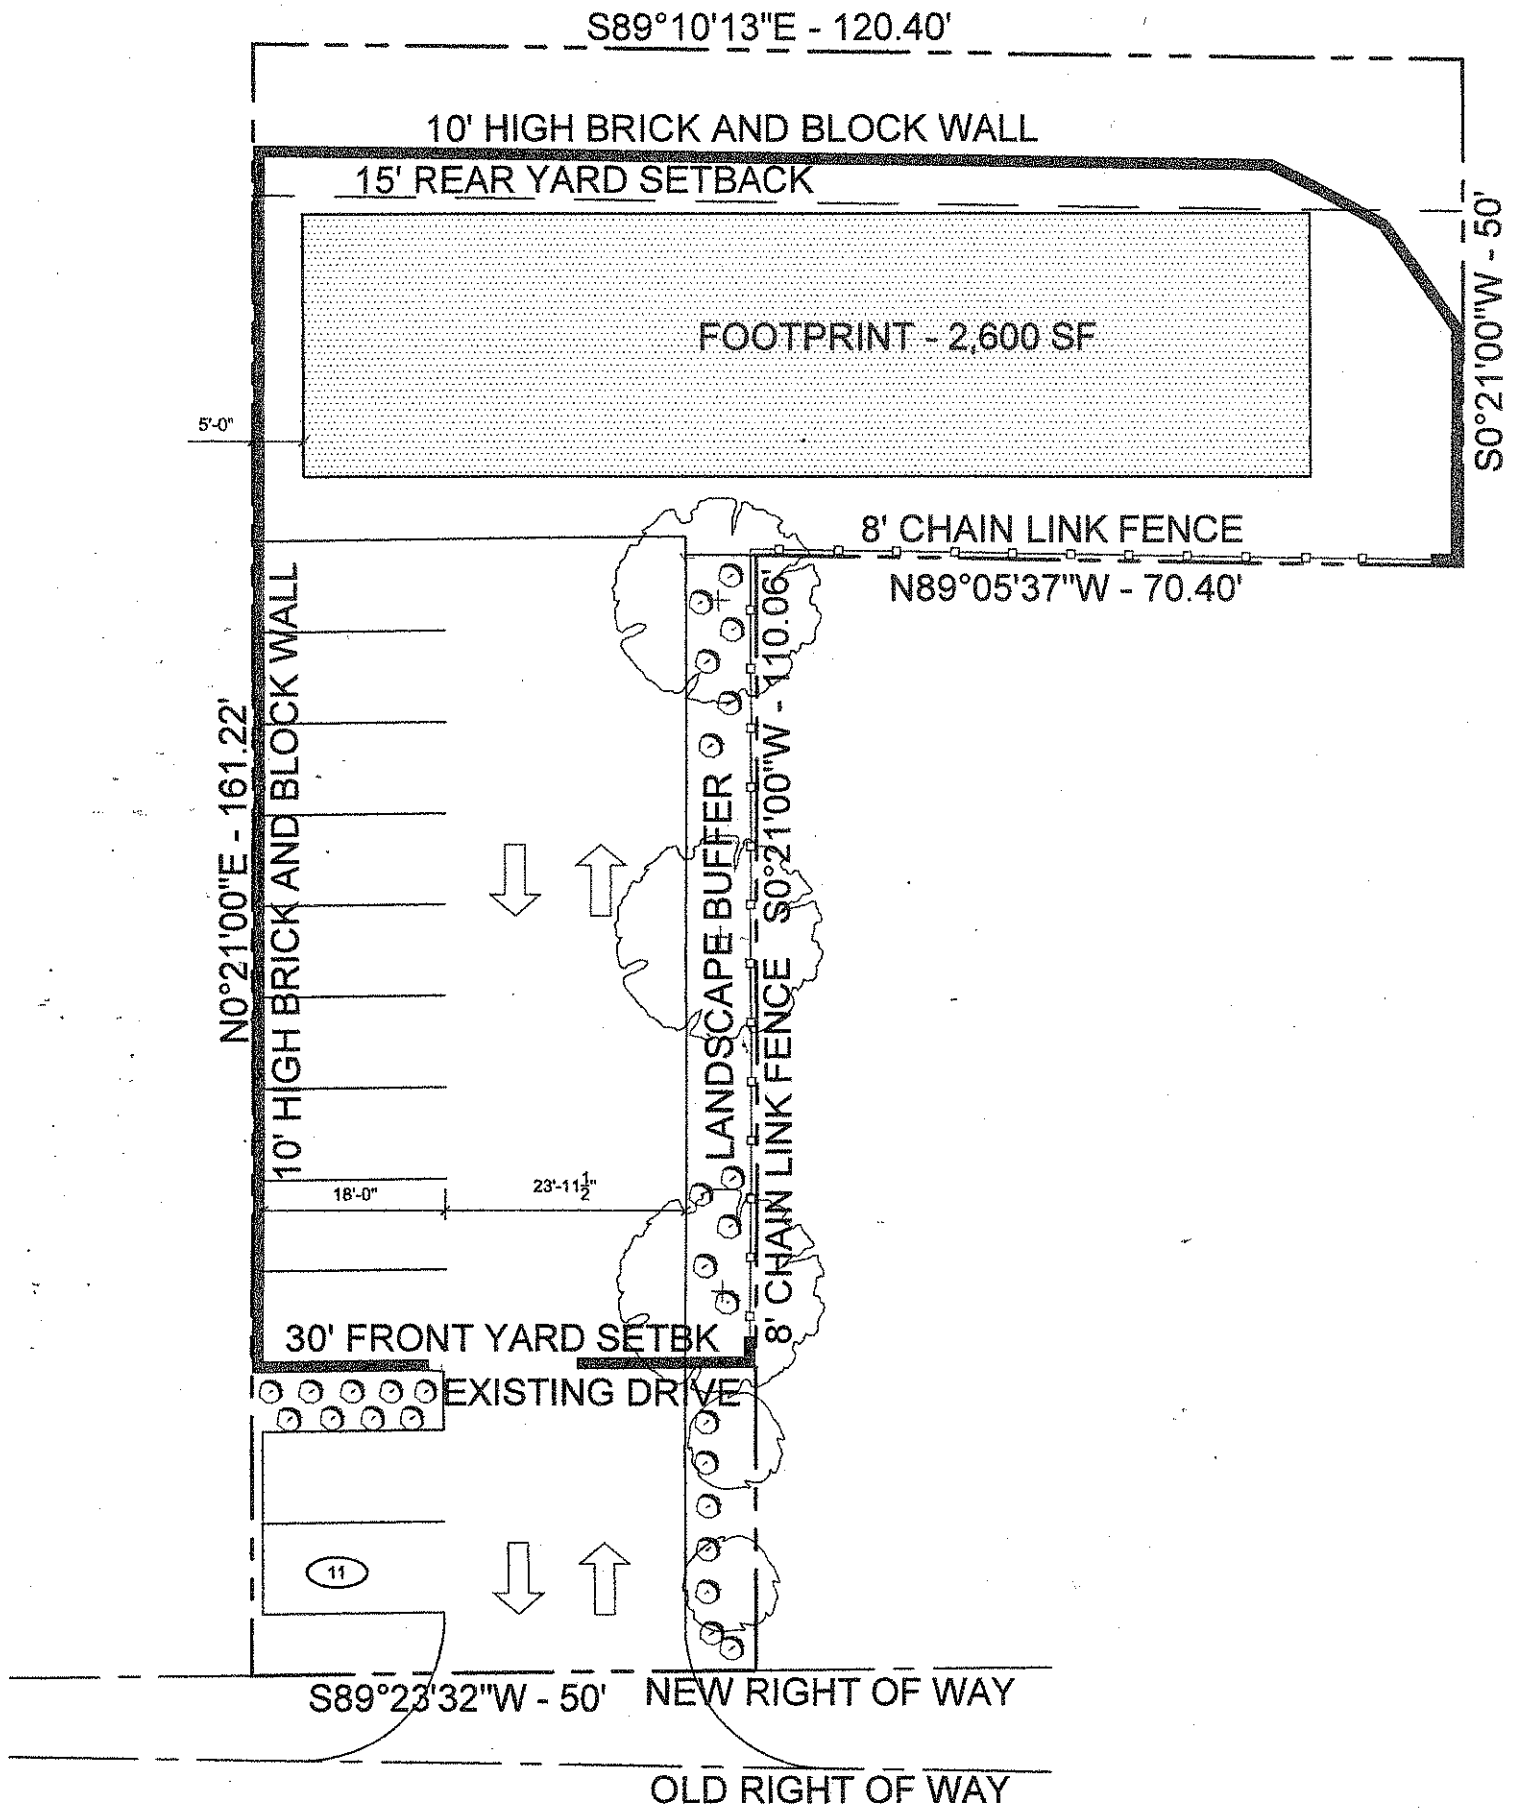 S89°10'13"E - 120.40'
10' HIGH BRICK AND BLOCK WALL
15' REAR YARD SETBACK
S0°21'00"W - 50'
FOOTPRINT - 2,600 SF
5'-0"
8' CHAIN LINK FENCE
N89°05'37"W - 70.40'
N0°21'00"E - 161.22'
10' HIGH BRICK AND BLOCK WALL
LANDSCAPE BUFFER
8' CHAIN LINK FENCE S0°21'00"W - 110.06'
18'-0"
23'-11½"
30' FRONT YARD SETBK
EXISTING DRIVE
11
S89°23'32"W - 50'
NEW RIGHT OF WAY
OLD RIGHT OF WAY